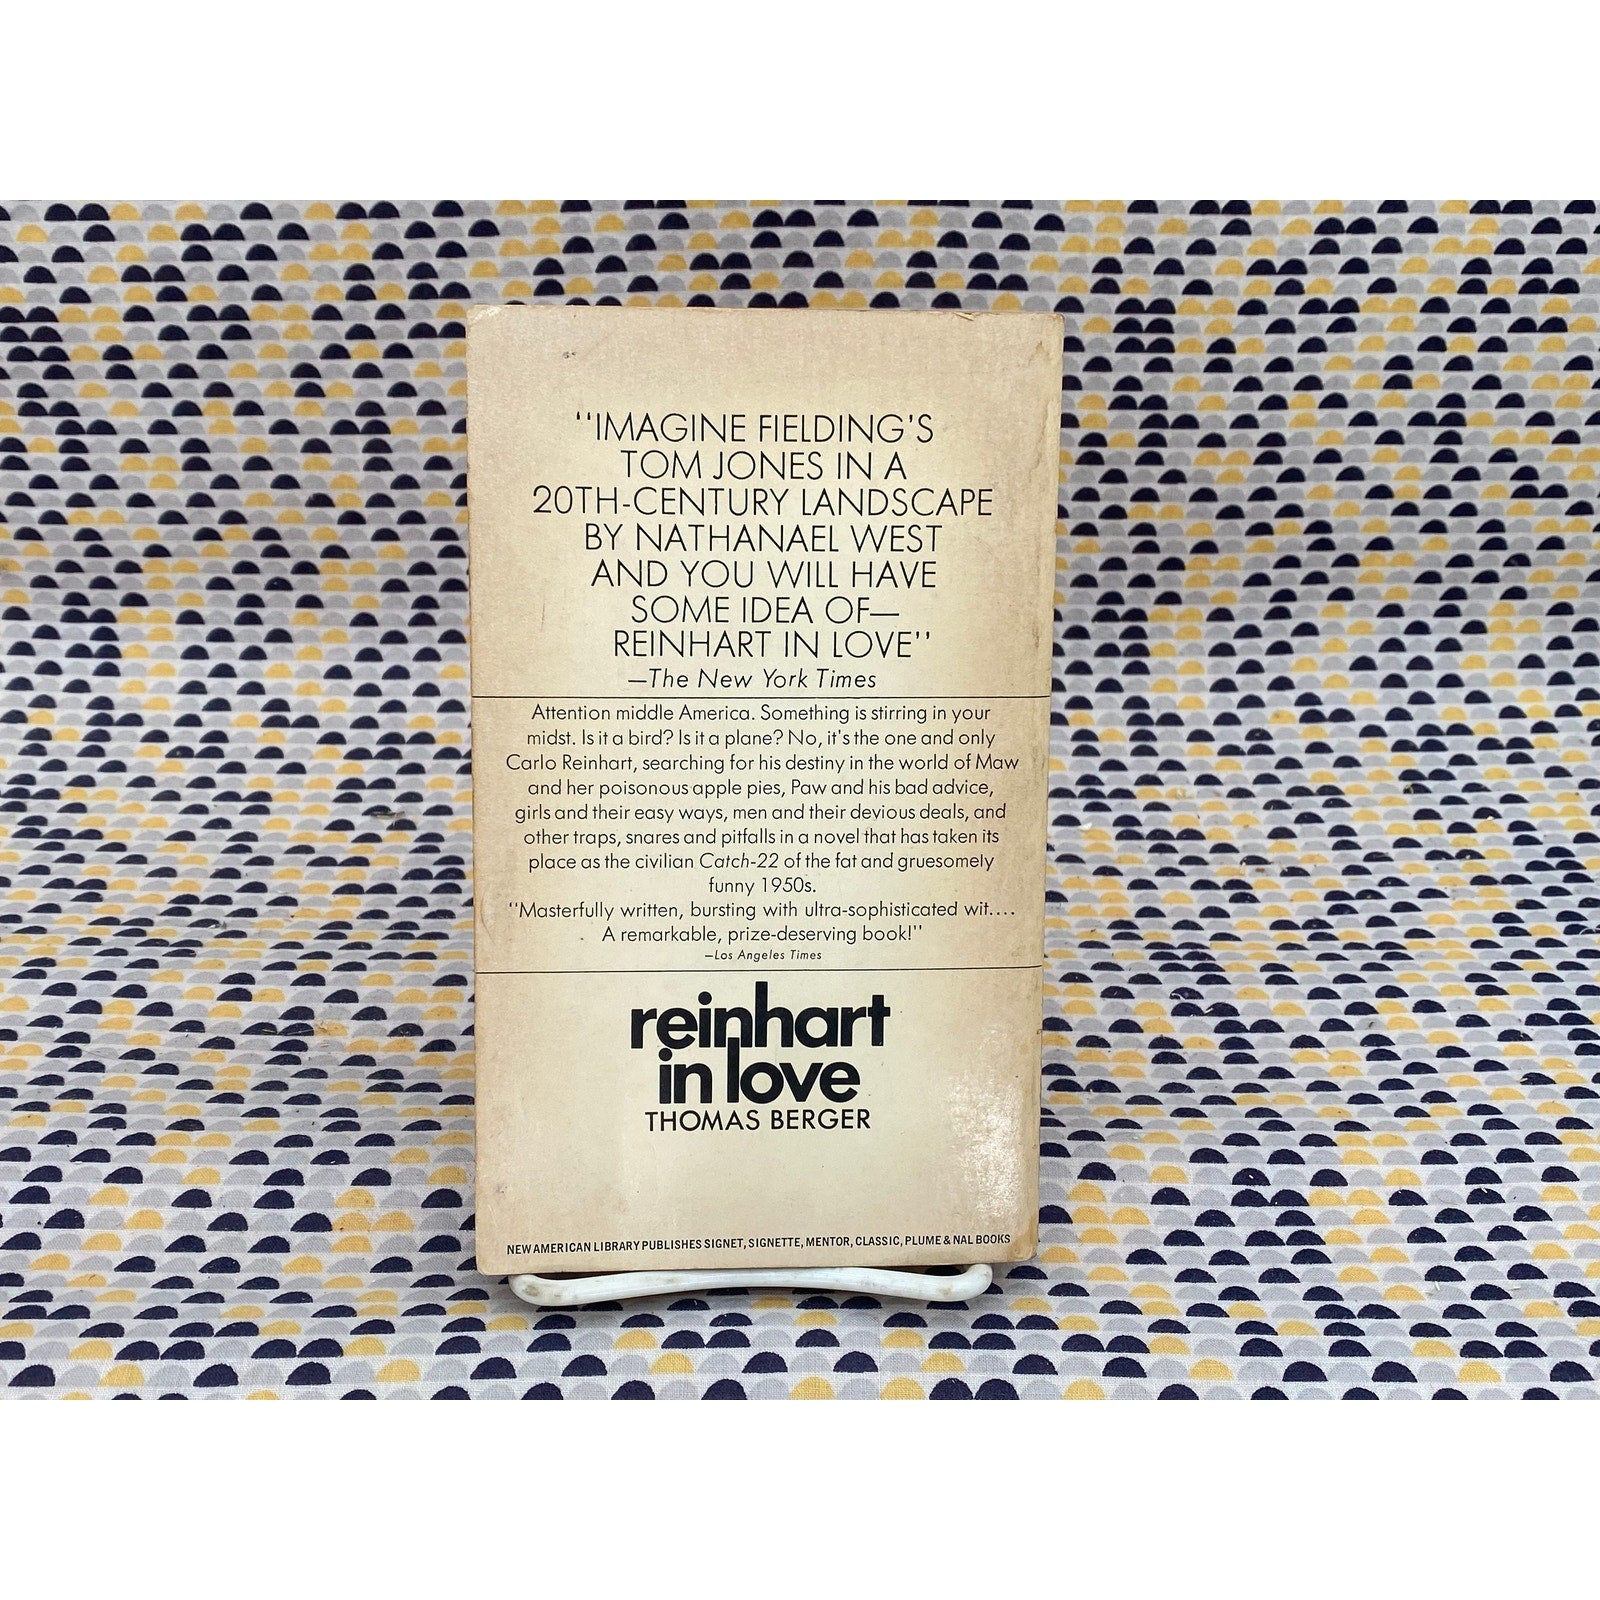 "IMAGINE FIELDING'S
TOM JONES IN A
20TH-CENTURY LANDSCAPE
BY NATHANAEL WEST
AND YOU WILL HAVE
SOME IDEA OF—
REINHART IN LOVE"
—The New York Times
Attention middle America. Something is stirring in your
midst. Is it a bird? Is it a plane? No, it's the one and only
Carlo Reinhart, searching for his destiny in the world of Maw
and her poisonous apple pies, Paw and his bad advice,
girls and their easy ways, men and their devious deals, and
other traps, snares and pitfalls in a novel that has taken its
place as the civilian Catch-22 of the fat and gruesomely
funny 1950s.
"Masterfully written, bursting with ultra-sophisticated wit....
A remarkable, prize-deserving book!"
—Los Angeles Times
reinhart
in love
THOMAS BERGER
NEW AMERICAN LIBRARY PUBLISHES SIGNET, SIGNETTE, MENTOR, CLASSIC, PLUME & NAL BOOKS